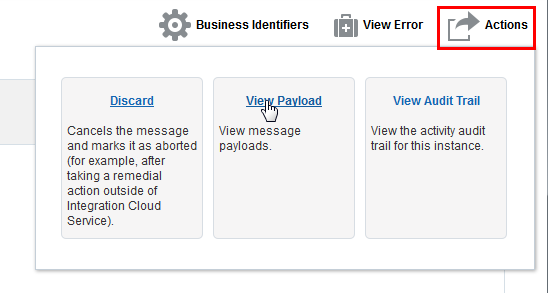 Business Identifiers View Error Actions
Discard View Payload View Audit Trail
Cancels the message
and marks it as aborted
(for example, after
taking a remedial
action outside of
Integration Cloud
Service).
View message
payloads.
View the activity audit
trail for this instance.